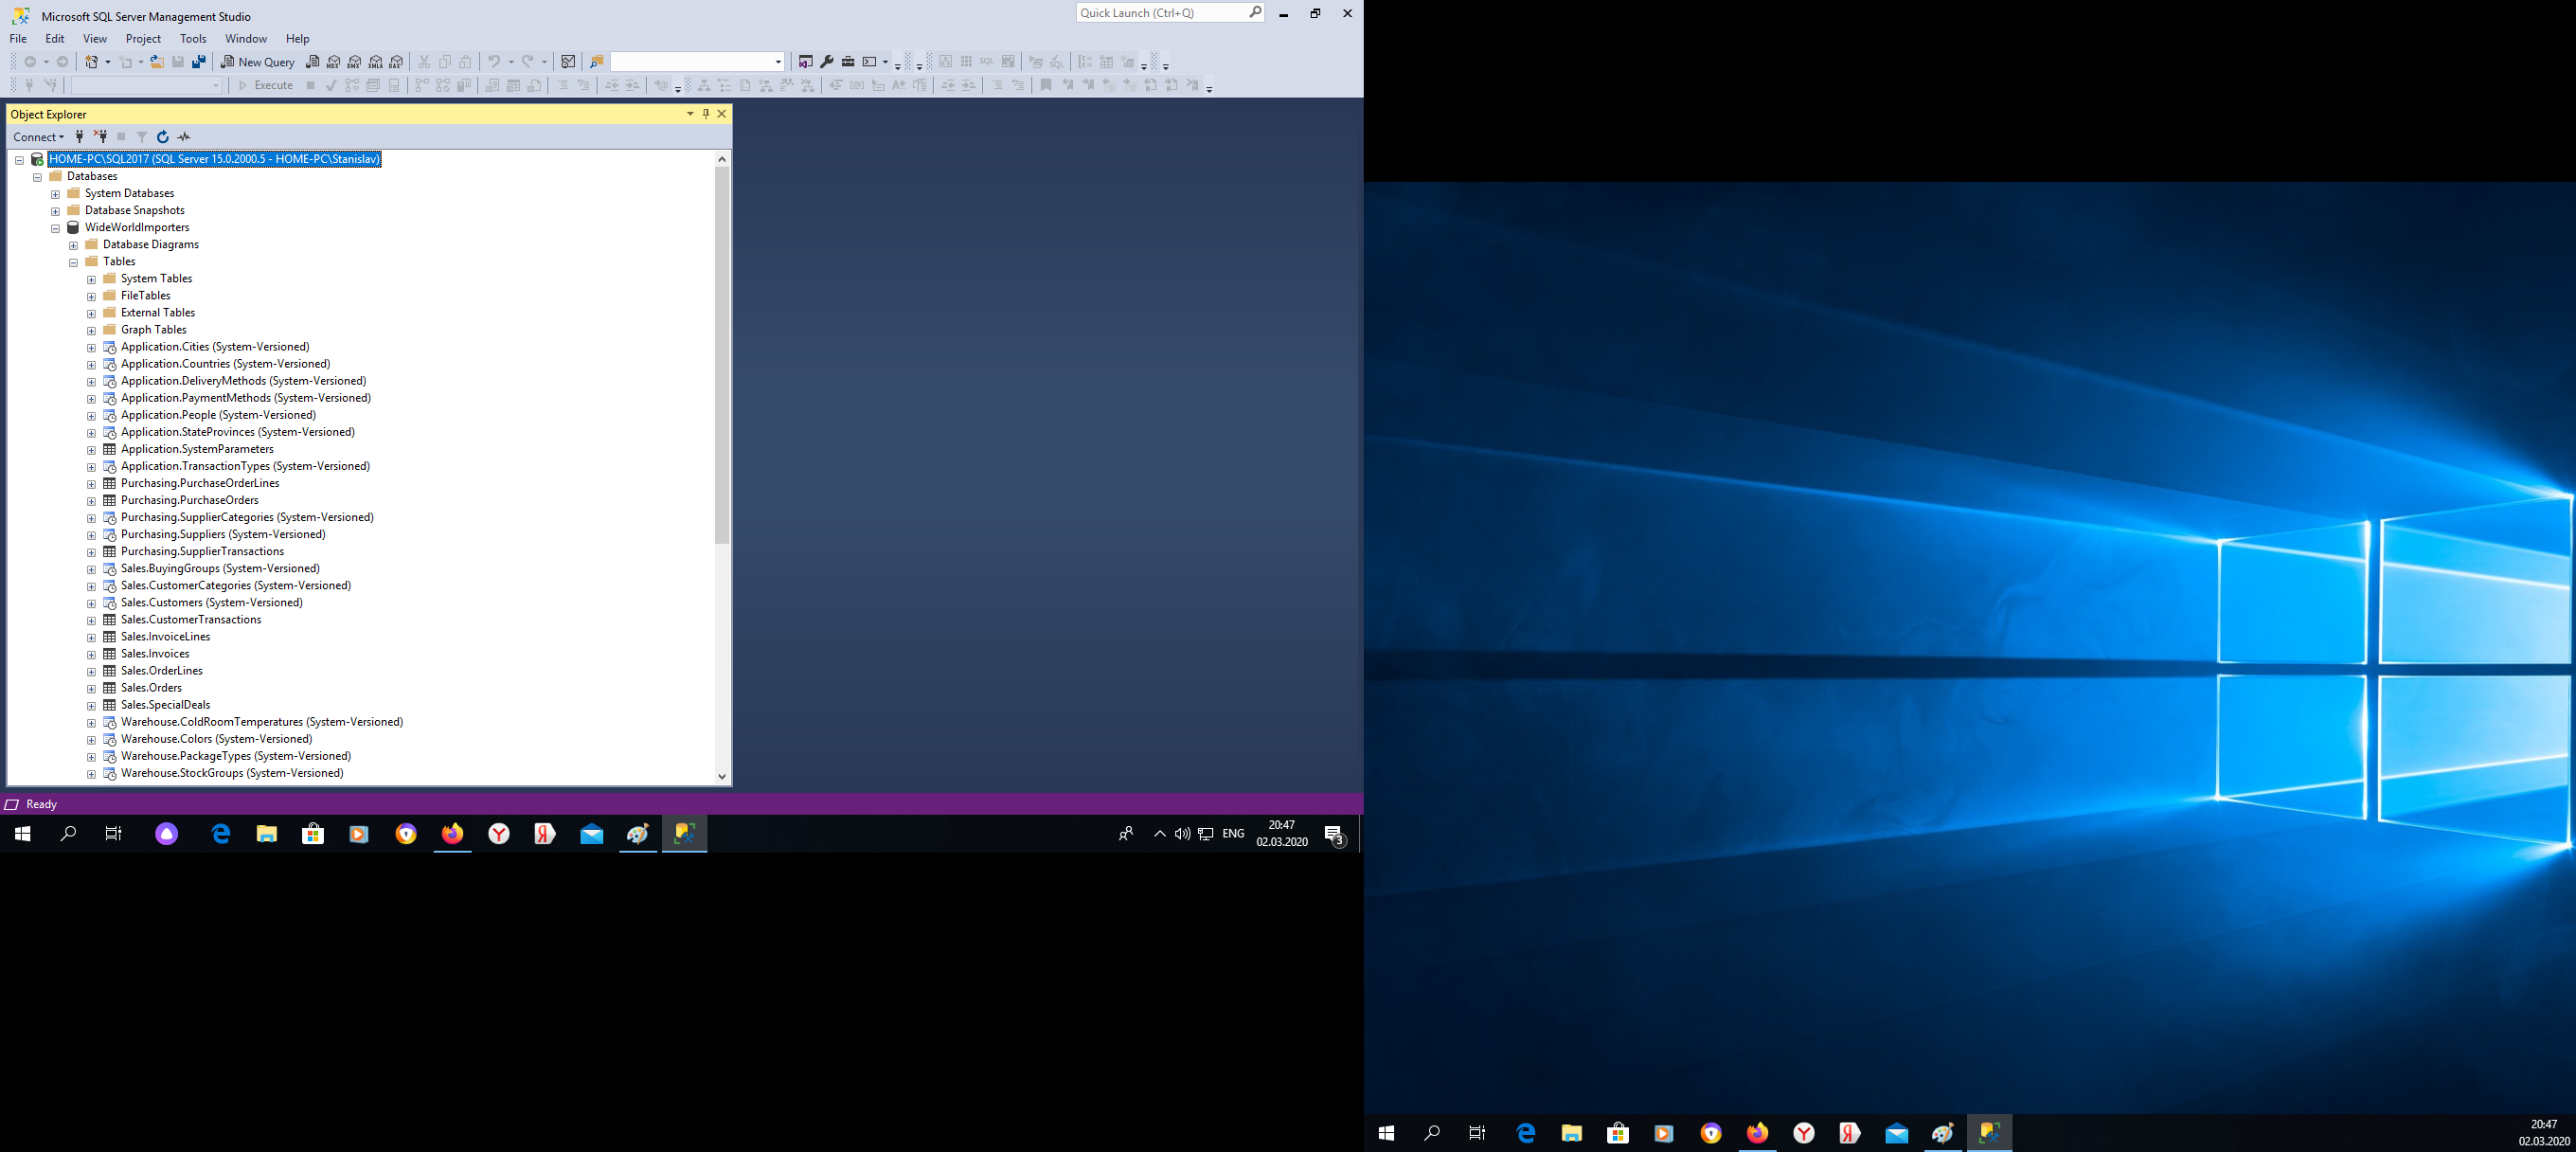 Microsoft SQL Server Management Studio
Quick Launch (Ctrl+Q)
File Edit View Project Tools Window Help
New Query MDX DMX XMLA DAX
Execute
Object Explorer
Connect
HOME-PC\SQL2017 (SQL Server 15.0.2000.5 - HOME-PC\Stanislav)
Databases
System Databases
Database Snapshots
WideWorldImporters
Database Diagrams
Tables
System Tables
FileTables
External Tables
Graph Tables
Application.Cities (System-Versioned)
Application.Countries (System-Versioned)
Application.DeliveryMethods (System-Versioned)
Application.PaymentMethods (System-Versioned)
Application.People (System-Versioned)
Application.StateProvinces (System-Versioned)
Application.SystemParameters
Application.TransactionTypes (System-Versioned)
Purchasing.PurchaseOrderLines
Purchasing.PurchaseOrders
Purchasing.SupplierCategories (System-Versioned)
Purchasing.Suppliers (System-Versioned)
Purchasing.SupplierTransactions
Sales.BuyingGroups (System-Versioned)
Sales.CustomerCategories (System-Versioned)
Sales.Customers (System-Versioned)
Sales.CustomerTransactions
Sales.InvoiceLines
Sales.Invoices
Sales.OrderLines
Sales.Orders
Sales.SpecialDeals
Warehouse.ColdRoomTemperatures (System-Versioned)
Warehouse.Colors (System-Versioned)
Warehouse.PackageTypes (System-Versioned)
Warehouse.StockGroups (System-Versioned)
Ready
ENG
20:47
02.03.2020
3
20:47
02.03.2020